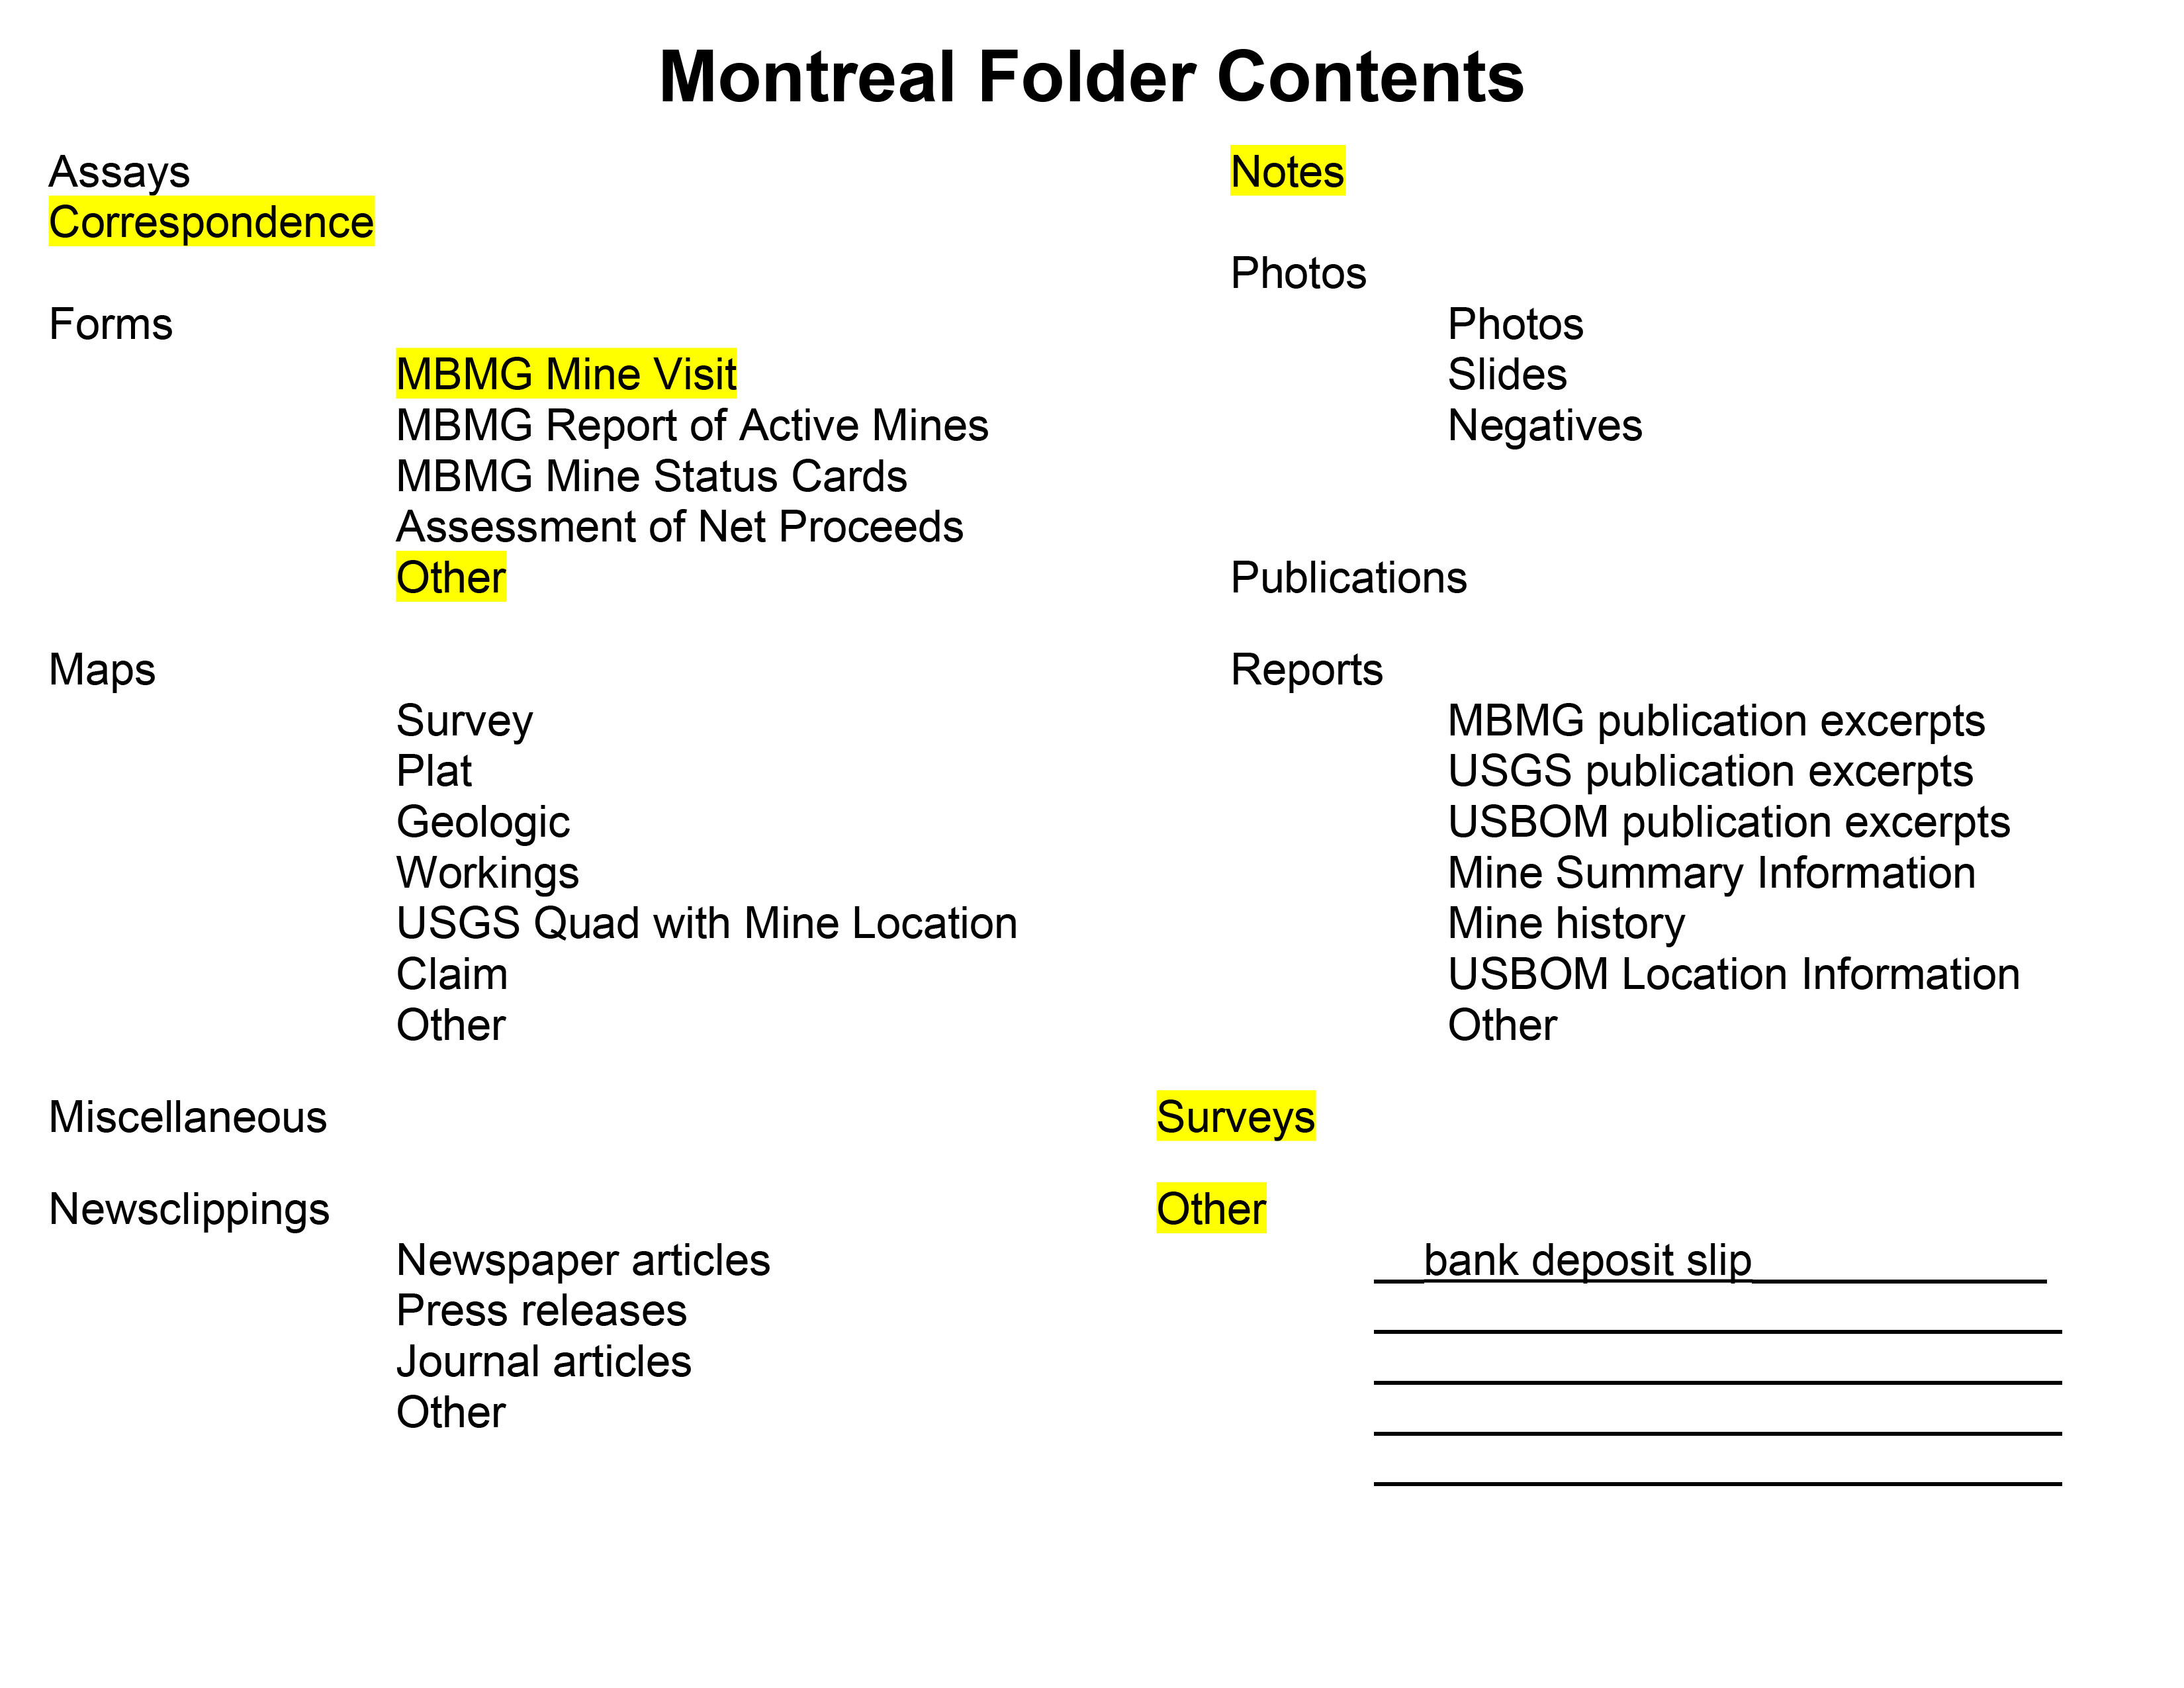 Montreal Folder Contents
Assays
Correspondence
Forms
MBMG Mine Visit
MBMG Report of Active Mines
MBMG Mine Status Cards
Assessment of Net Proceeds
Other
Maps
Survey
Plat
Geologic
Workings
USGS Quad with Mine Location
Claim
Other
Miscellaneous
Newsclippings
Newspaper articles
Press releases
Journal articles
Other
Notes
Photos
Photos
Slides
Negatives
Publications
Reports
MBMG publication excerpts
USGS publication excerpts
USBOM publication excerpts
Mine Summary Information
Mine history
USBOM Location Information
Other
Surveys
Other
bank deposit slip